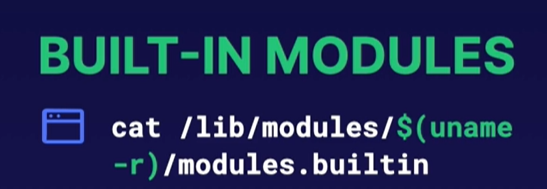 BUILT-IN MODULES
cat /lib/modules/$(uname
-r)/modules.builtin